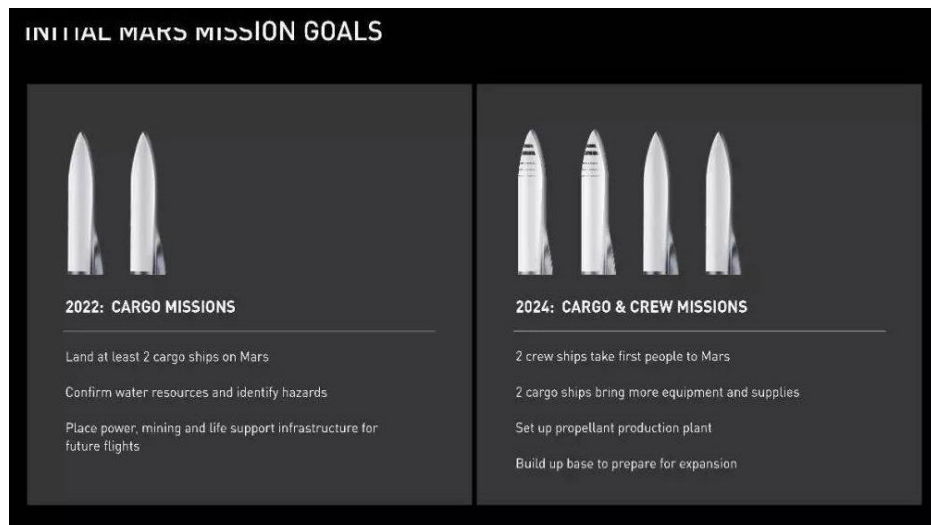 INITIAL MARS MISSION GOALS
2022: CARGO MISSIONS
Land at least 2 cargo ships on Mars
Confirm water resources and identify hazards
Place power, mining and life support infrastructure for
future flights
2024: CARGO & CREW MISSIONS
2 crew ships take first people to Mars
2 cargo ships bring more equipment and supplies
Set up propellant production plant
Build up base to prepare for expansion